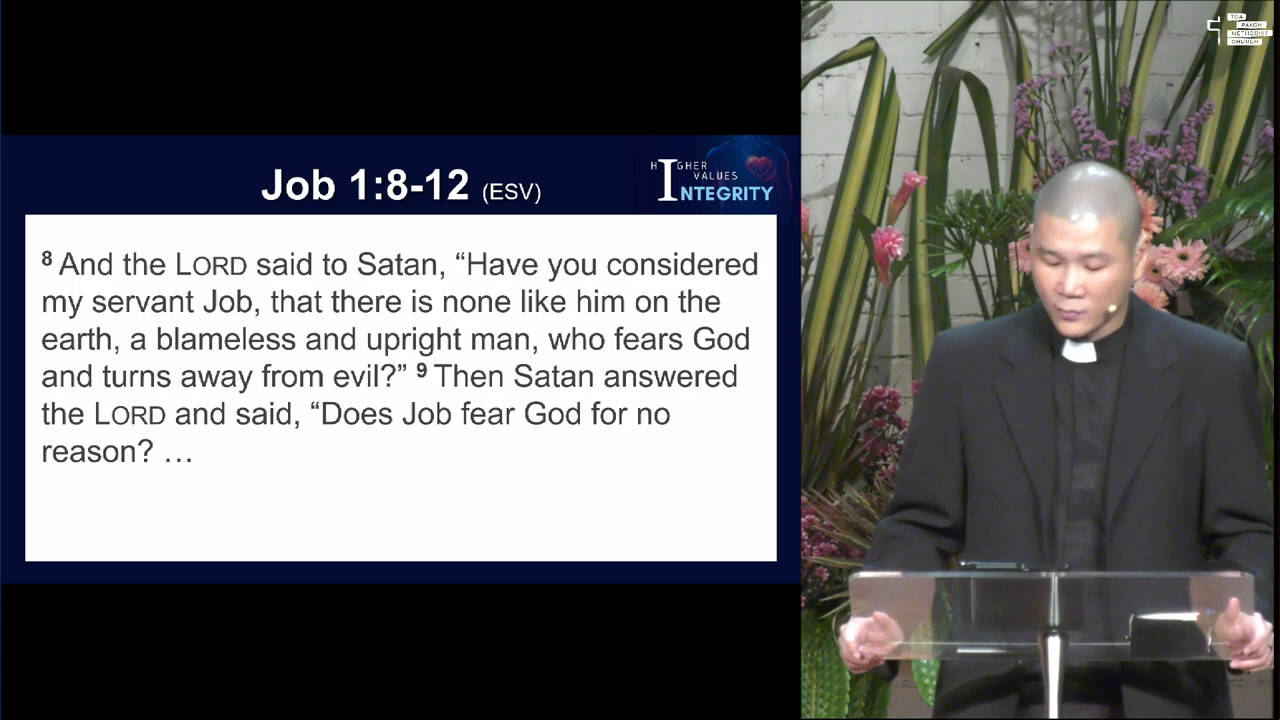 Job 1:8-12 (ESV)
HIGHER
VALUES
INTEGRITY
8 And the LORD said to Satan, “Have you considered
my servant Job, that there is none like him on the
earth, a blameless and upright man, who fears God
and turns away from evil?” 9 Then Satan answered
the LORD and said, “Does Job fear God for no
reason? …
TOA
PAYOH
METHODIST
CHURCH